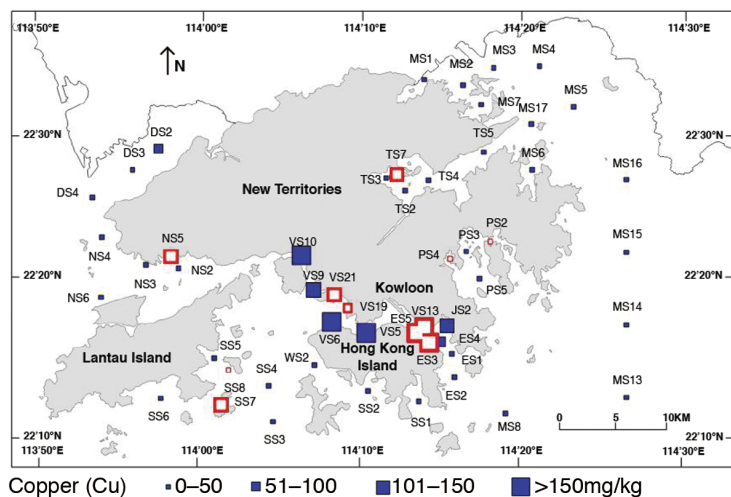 113´50°E 114´00°E 114´10°E 114´20°E
N
MS1 MS2 MS3 MS4
MS5
MS7
MS17
22´30°N 22´30°N
DS2
DS3
DS4
TS5
TS7
TS3 TS4
TS2
MS6
MS16
New Territories
NS5
NS4
NS3 NS2
NS6
VS10
VS9
VS21
VS19
PS2
PS3
PS4
PS5
MS15
22´20°N 22´20°N
Kowloon
ES5 VS13 JS2
VS6 VS5
ES4
ES3 ES1
ES2
MS14
Hong Kong
Island
Lantau Island
SS5
SS8
SS7
SS6
SS4
SS3
WS2
SS2
SS1
MS8
MS13
0 5 10KM
22´10°N 22´10°N
113´50°E 114´00°E 114´10°E 114´20°E 114´30°E
Copper (Cu) 0–50 51–100 101–150 >150mg/kg